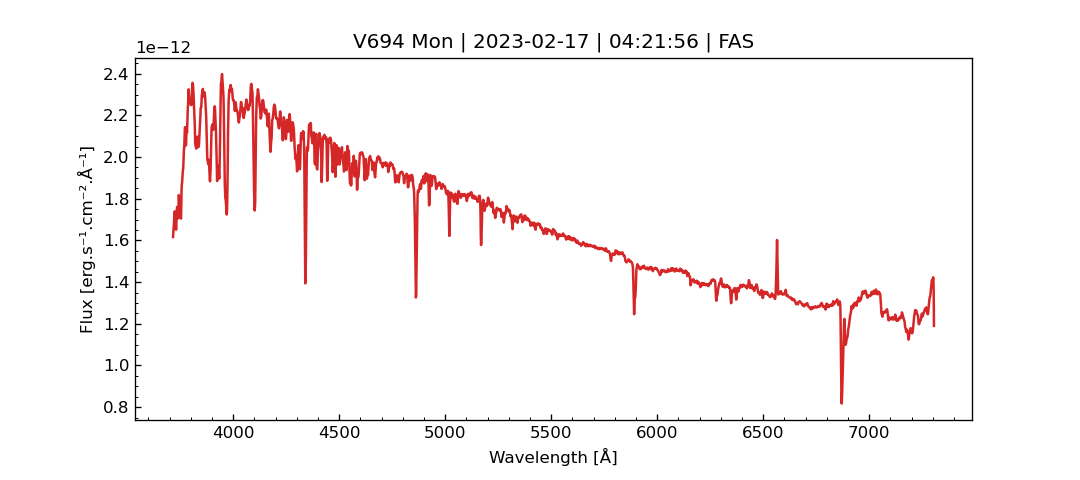 V694 Mon | 2023-02-17 | 04:21:56 | FAS
1e−12
2.4
2.2
2.0
1.8
1.6
1.4
1.2
1.0
0.8
Flux [erg.s⁻¹.cm⁻².Å⁻¹]
4000 4500 5000 5500 6000 6500 7000
Wavelength [Å]